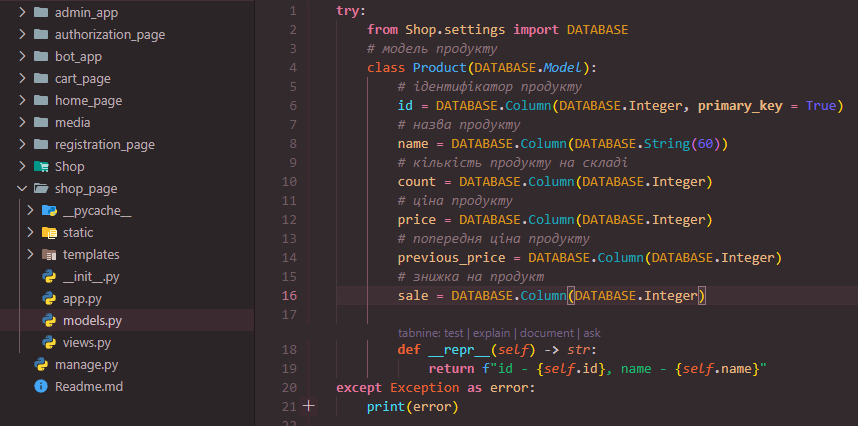 admin_app
authorization_page
bot_app
cart_page
home_page
media
registration_page
Shop
shop_page
__pycache__
static
templates
__init__.py
app.py
models.py
views.py
manage.py
Readme.md
1 try:
2 from Shop.settings import DATABASE
3 # модель продукту
4 class Product(DATABASE.Model):
5 # ідентифікатор продукту
6 id = DATABASE.Column(DATABASE.Integer, primary_key = True)
7 # назва продукту
8 name = DATABASE.Column(DATABASE.String(60))
9 # кількість продукту на складі
10 count = DATABASE.Column(DATABASE.Integer)
11 # ціна продукту
12 price = DATABASE.Column(DATABASE.Integer)
13 # попередня ціна продукту
14 previous_price = DATABASE.Column(DATABASE.Integer)
15 # знижка на продукт
16 sale = DATABASE.Column(DATABASE.Integer)
17
tabnine: test | explain | document | ask
18 def __repr__(self) -> str:
19 return f"id - {self.id}, name - {self.name}"
20 except Exception as error:
21 print(error)
22